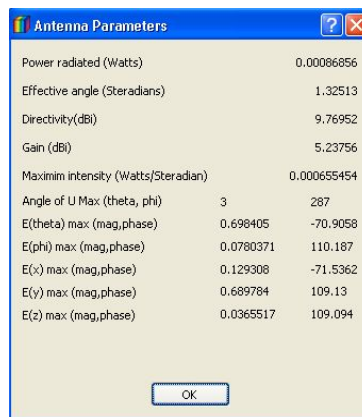 Antenna Parameters
Power radiated (Watts) 0.00086856
Effective angle (Steradians) 1.32513
Directivity(dBi) 9.76952
Gain (dBi) 5.23756
Maximim intensity (Watts/Steradian) 0.000655454
Angle of U Max (theta, phi) 3 287
E(theta) max (mag,phase) 0.698405 -70.9058
E(phi) max (mag,phase) 0.0780371 110.187
E(x) max (mag,phase) 0.129308 -71.5362
E(y) max (mag,phase) 0.689784 109.13
E(z) max (mag,phase) 0.0365517 109.094
OK